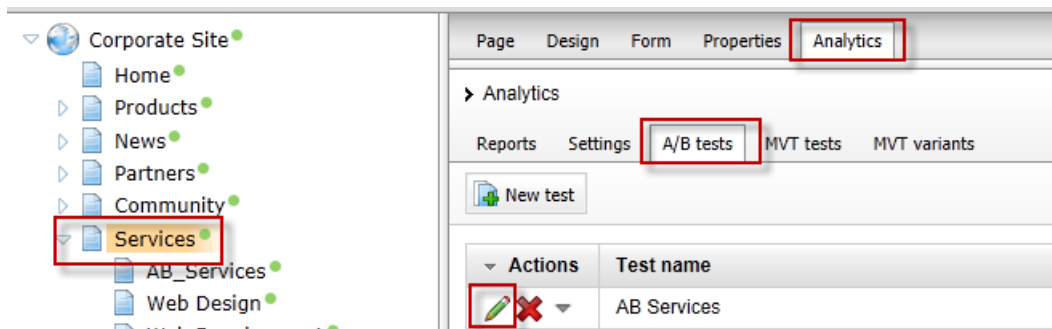 Corporate Site
Home
Products
News
Partners
Community
Services
AB_Services
Web Design
Page Design Form Properties Analytics
Analytics
Reports Settings A/B tests MVT tests MVT variants
New test
Actions Test name
AB Services